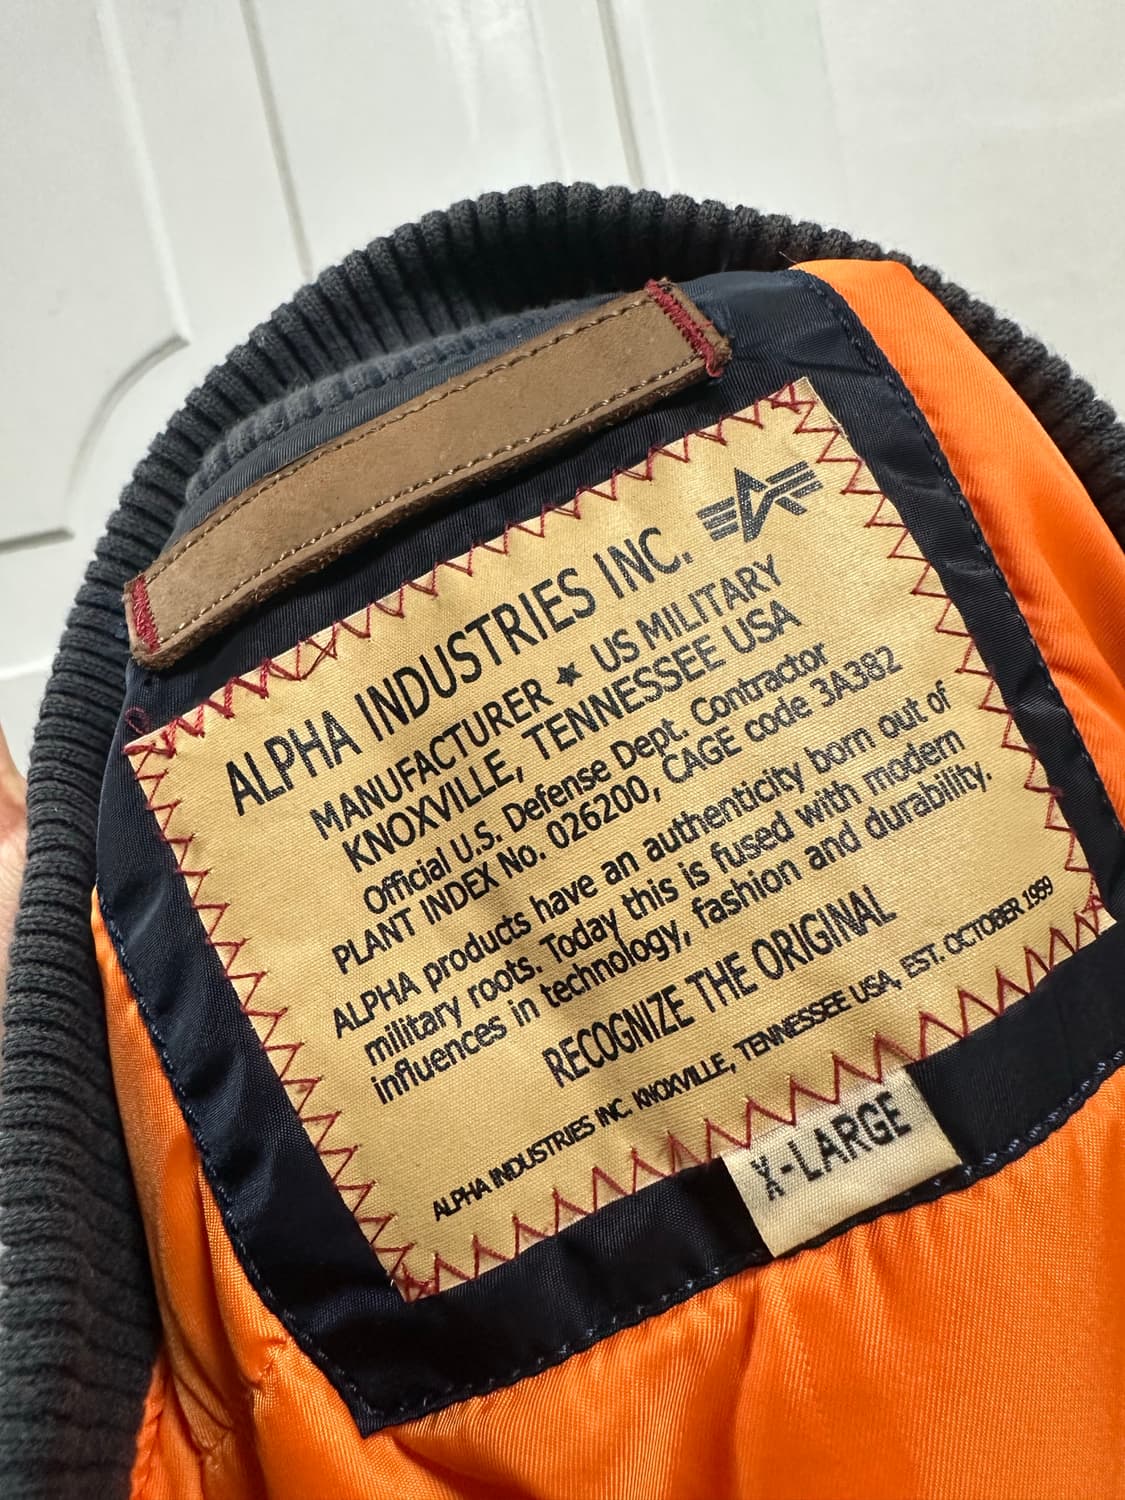 ALPHA INDUSTRIES INC.
MANUFACTURER ★ US MILITARY
KNOXVILLE, TENNESSEE USA
Official U.S. Defense Dept. Contractor
PLANT INDEX No. 026200, CAGE code 3A382
ALPHA products have an authenticity born out of
military roots. Today this is fused with modern
influences in technology, fashion and durability.
RECOGNIZE THE ORIGINAL
ALPHA INDUSTRIES INC. KNOXVILLE, TENNESSEE USA, EST. OCTOBER 1959
X-LARGE